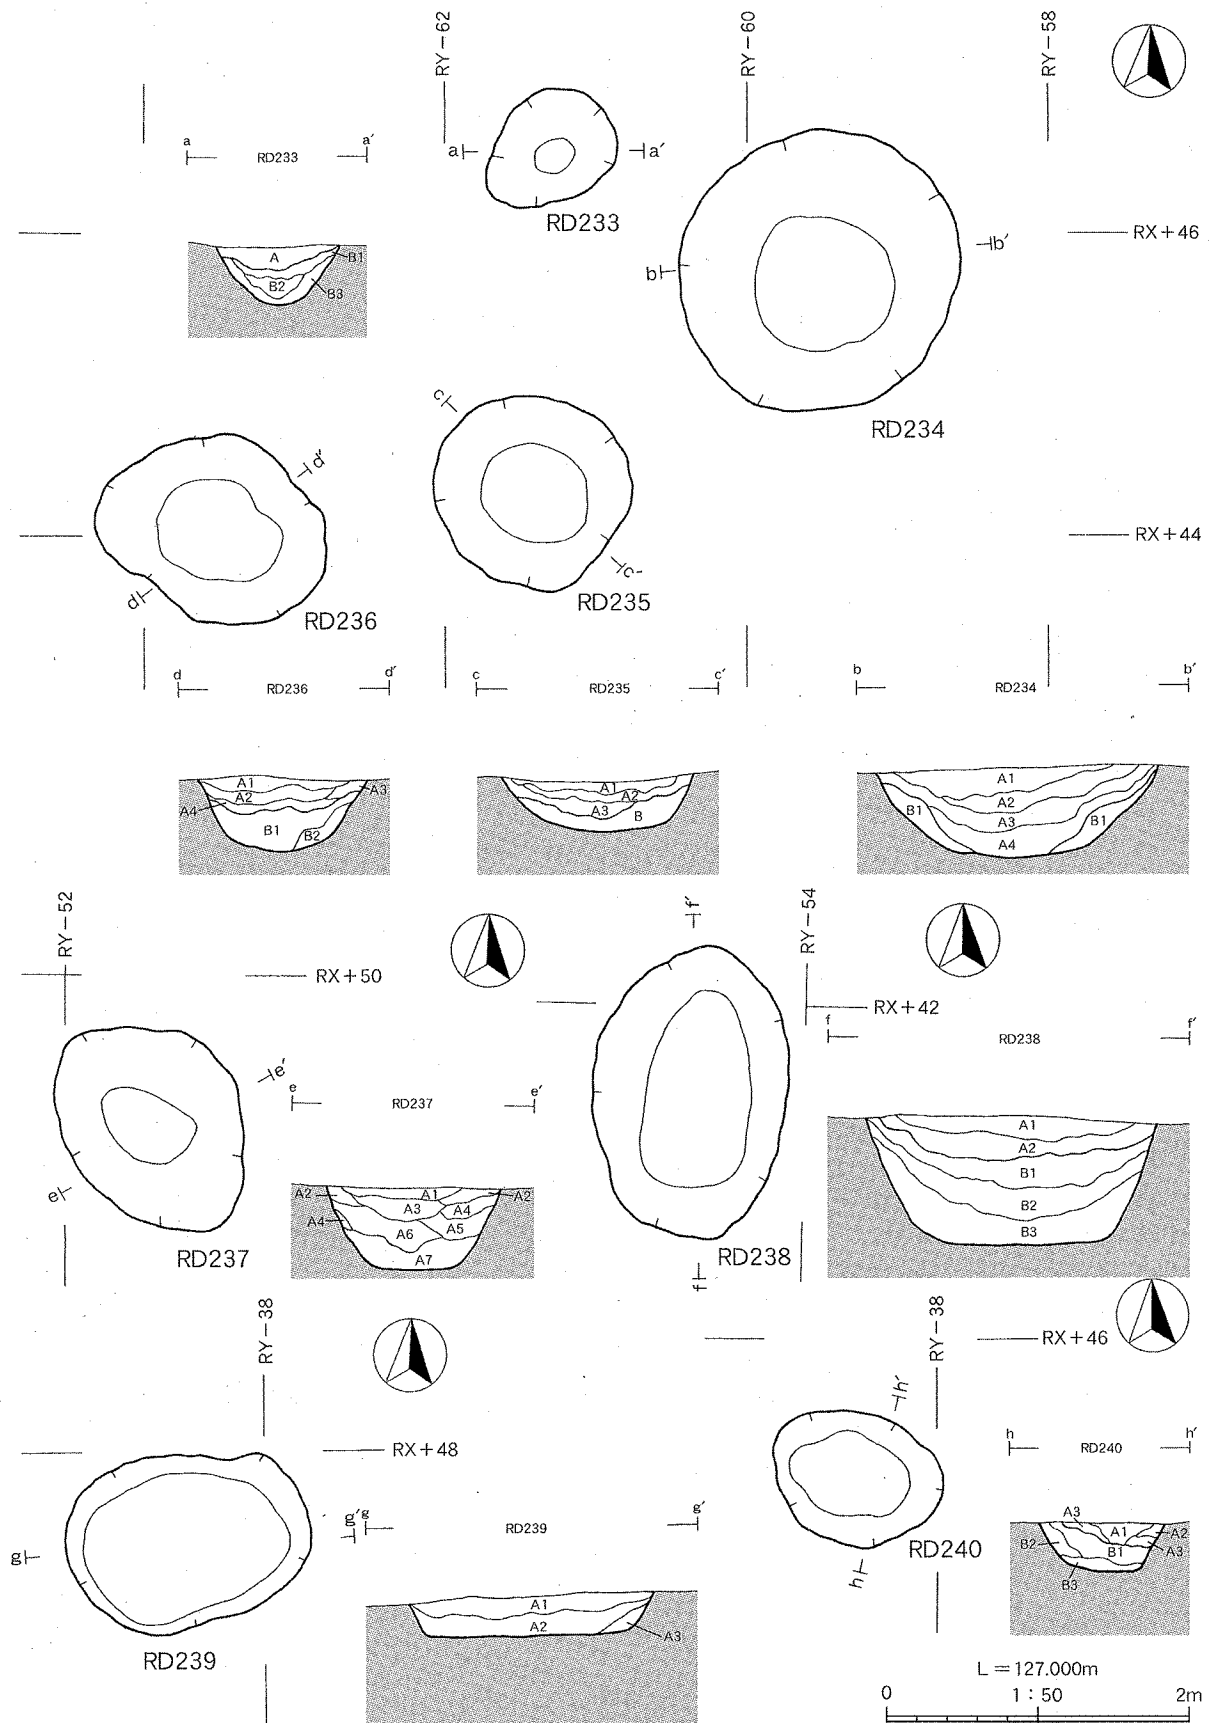 RY−62
RY−60
RY−58
a
a′
RD233
a
a′
RD233
A
B1
B2
B3
RX+46
b
b′
RD234
c
c′
RD235
d
d′
RD236
RX+44
d
d′
RD236
A1
A2
A3
A4
B1
B2
c
c′
RD235
A1
A2
A3
B
b
b′
RD234
A1
A2
A3
A4
B1
B1
RY−52
RX+50
e
e′
RD237
e
e′
RD237
A2
A1
A2
A3
A4
A4
A5
A6
A7
RY−54
RX+42
f′
f
RD238
f
f′
RD238
A1
A2
B1
B2
B3
RY−38
RX+48
g
g′
RD239
g
g′
RD239
A1
A2
A3
RY−38
RX+46
h′
h
RD240
h
h′
RD240
A3
A1
A2
B2
B1
A3
B3
L=127.000m
0
1:50
2m